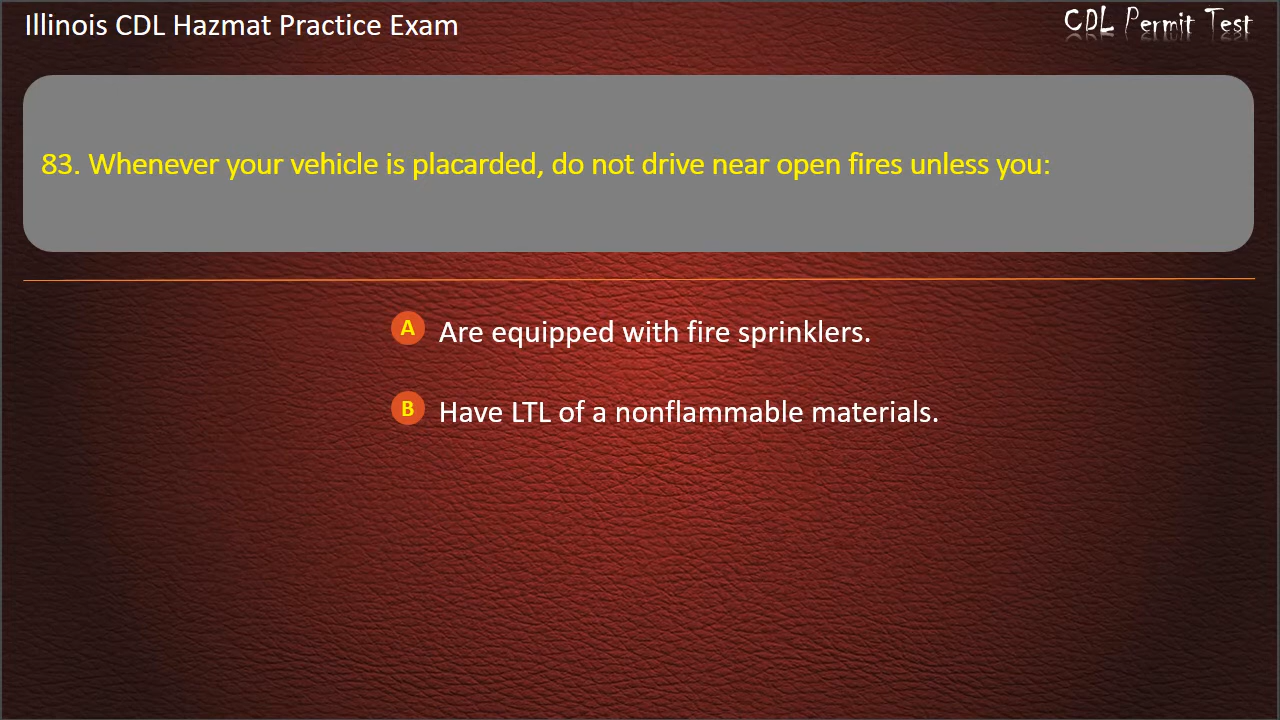 Illinois CDL Hazmat Practice Exam
CDL Permit Test
83. Whenever your vehicle is placarded, do not drive near open fires unless you:
A Are equipped with fire sprinklers.
B Have LTL of a nonflammable materials.